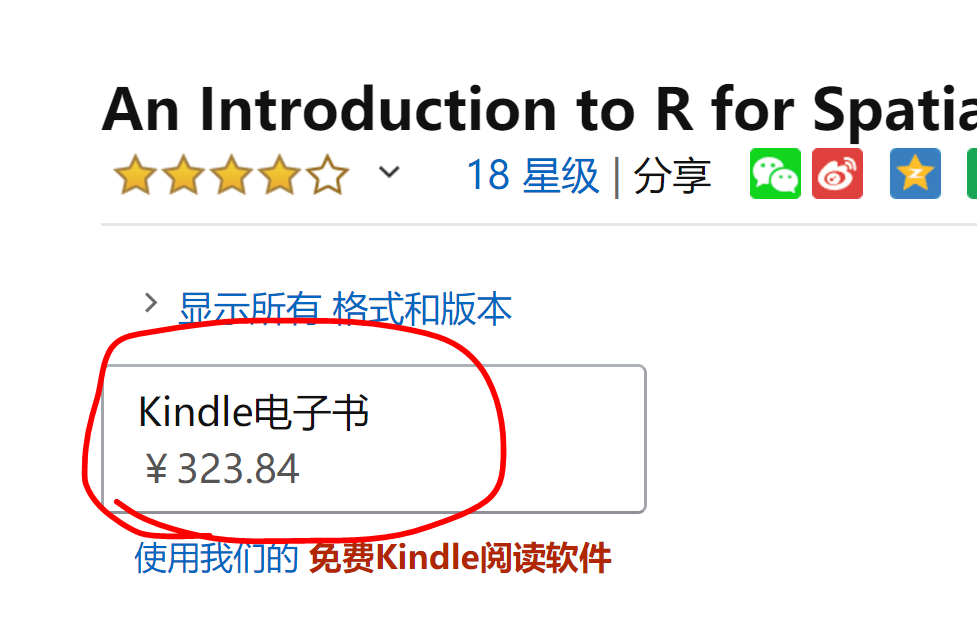 An Introduction to R for Spatia
18 星级 | 分享
显示所有 格式和版本
Kindle电子书
￥323.84
使用我们的 免费Kindle阅读软件